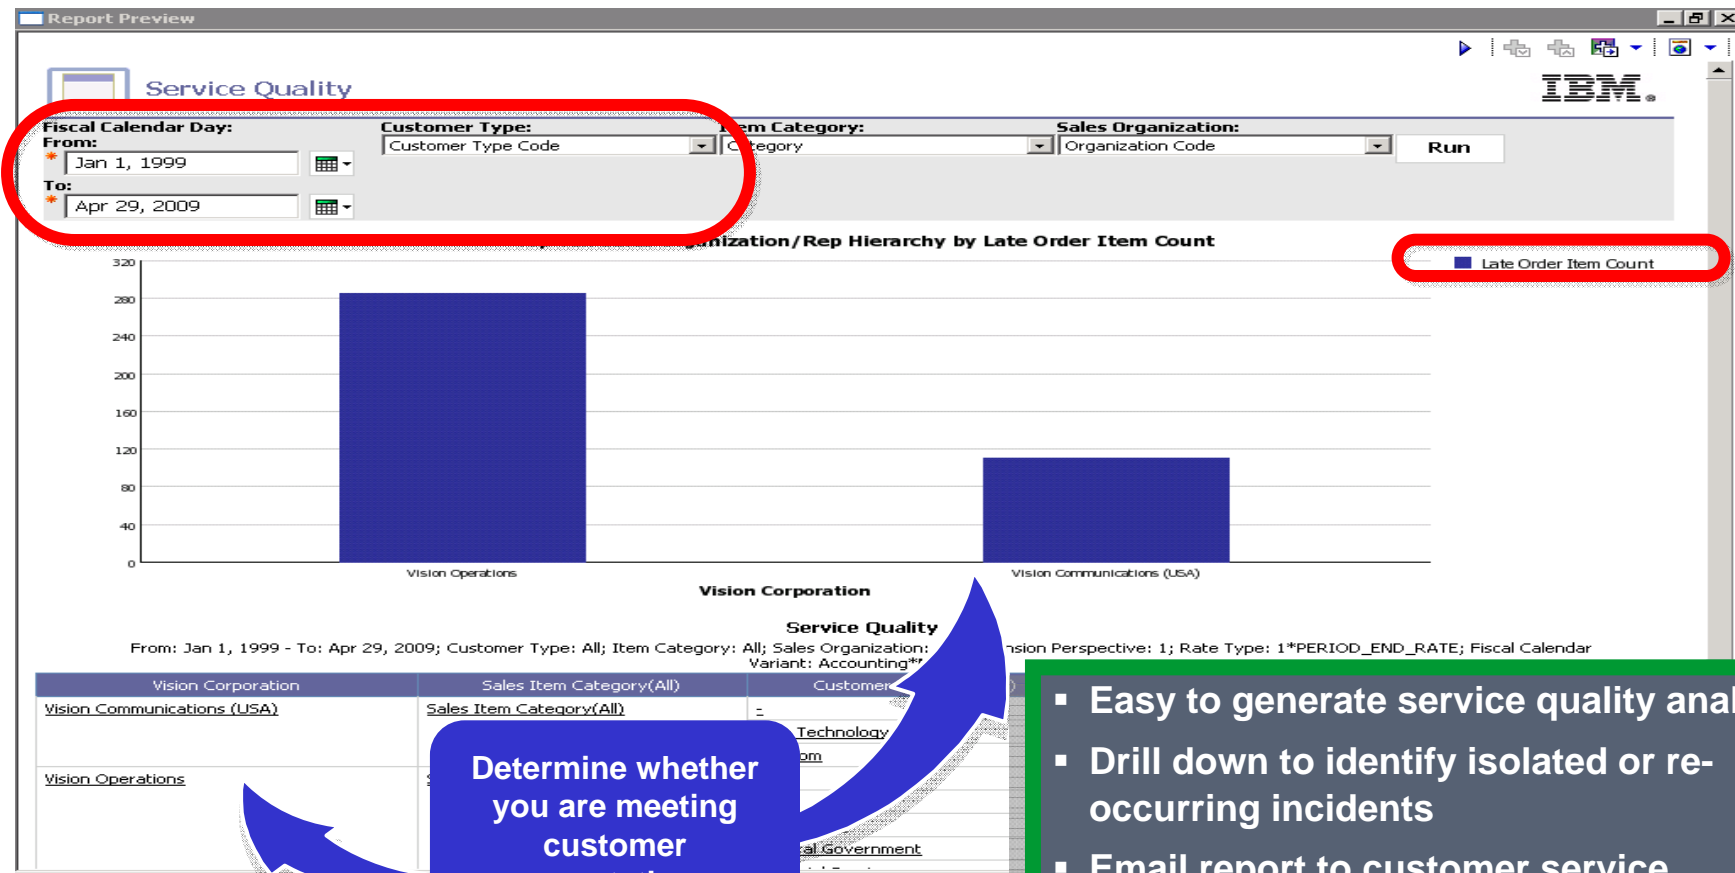 Report Preview
Service Quality
IBM®
Fiscal Calendar Day:
Customer Type:
Item Category:
Sales Organization:
From:
Customer Type Code
Category
Organization Code
Run
* Jan 1, 1999
To:
* Apr 29, 2009
Organization/Rep Hierarchy by Late Order Item Count
Late Order Item Count
320
280
240
200
160
120
80
40
0
Vision Operations
Vision Communications (USA)
Vision Corporation
Service Quality
From: Jan 1, 1999 - To: Apr 29, 2009; Customer Type: All; Item Category: All; Sales Organization: Perspective: 1; Rate Type: 1*PERIOD_END_RATE; Fiscal Calendar
Variant: Accounting*
Vision Corporation
Sales Item Category(All)
Customer
Vision Communications (USA)
Sales Item Category(All)
-
Technology
om
Vision Operations
al Government
Determine whether
you are meeting
customer
▪ Easy to generate service quality anal
▪ Drill down to identify isolated or re-
occurring incidents
▪ Email report to customer service